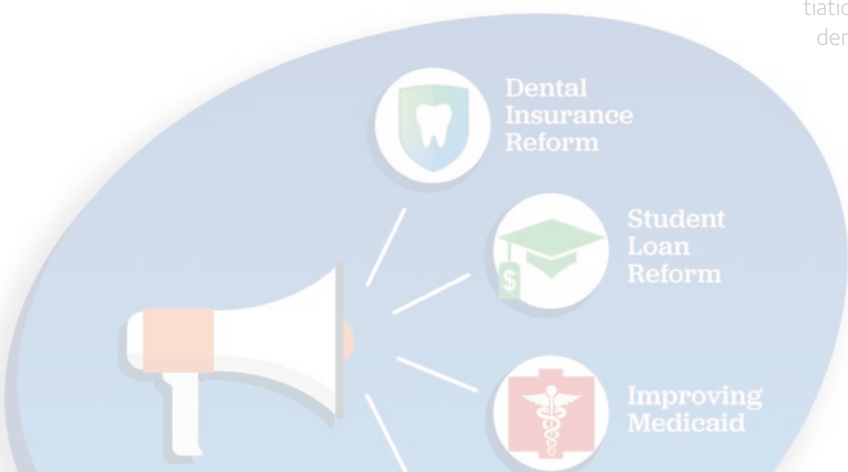 Dental
Insurance
Reform
Student
Loan
Reform
$
Improving
Medicaid